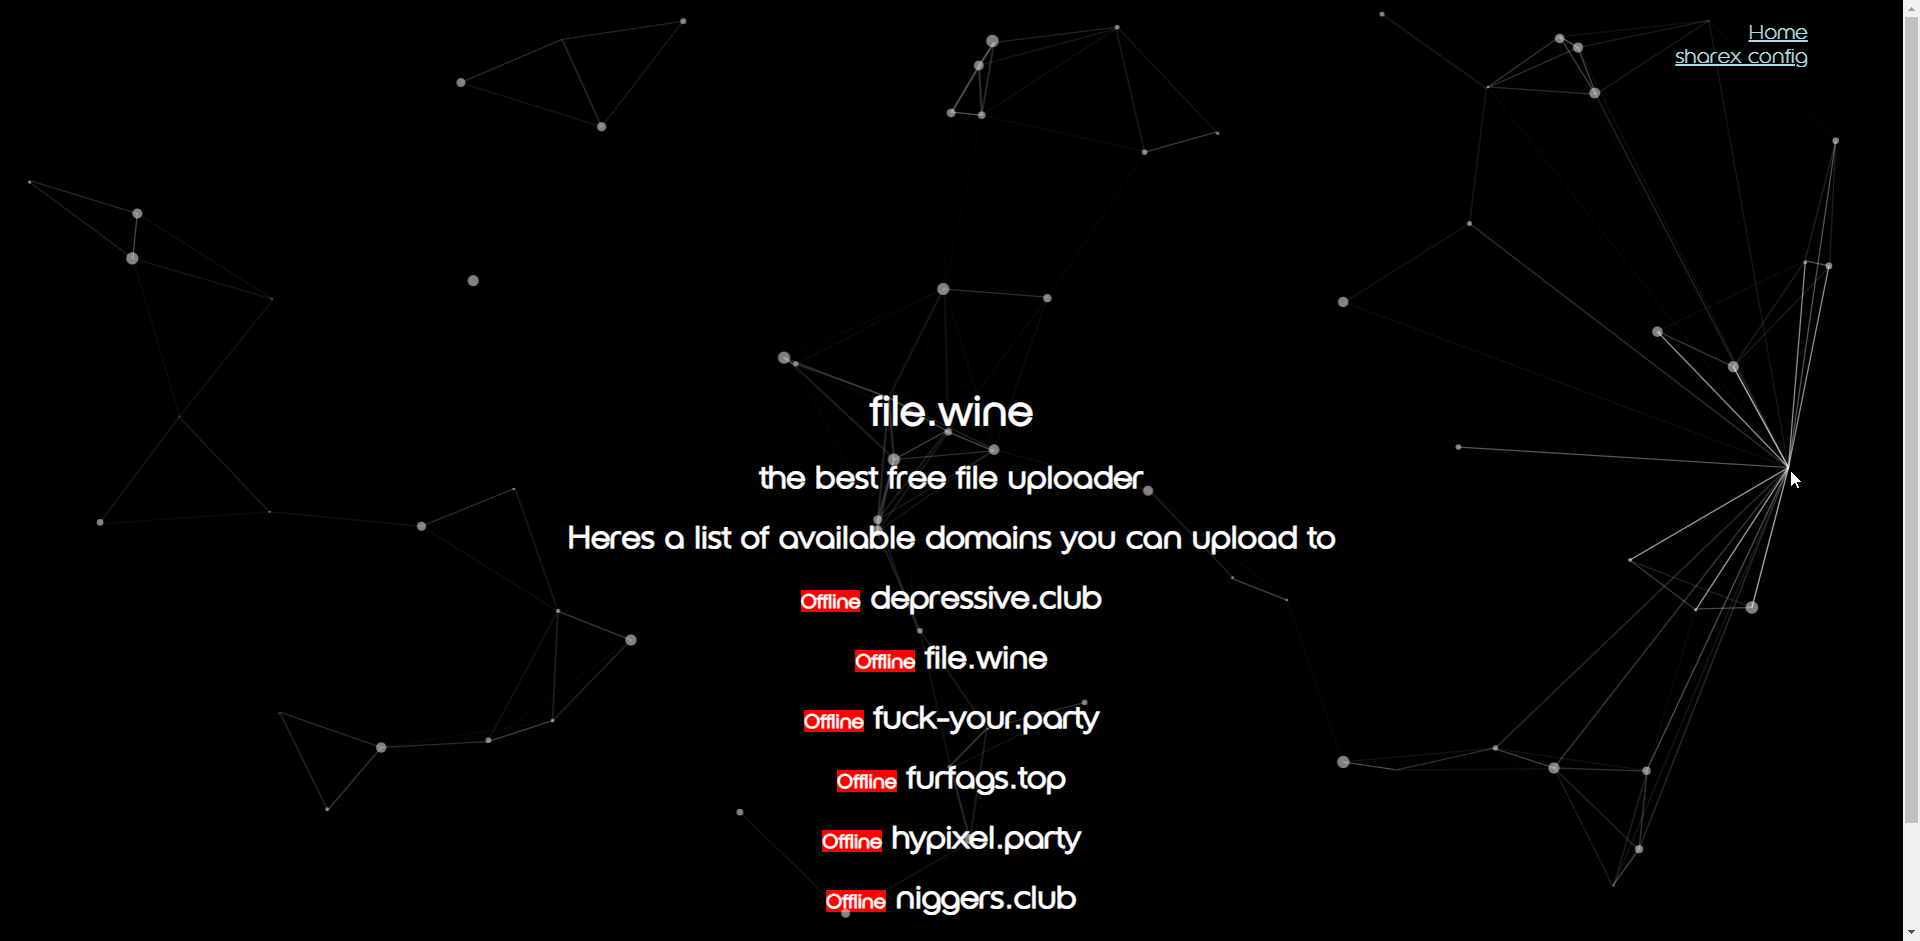 Home
sharex config
file.wine
the best free file uploader
Heres a list of available domains you can upload to
Offline depressive.club
Offline file.wine
Offline fuck-your.party
Offline furfags.top
Offline hypixel.party
Offline niggers.club